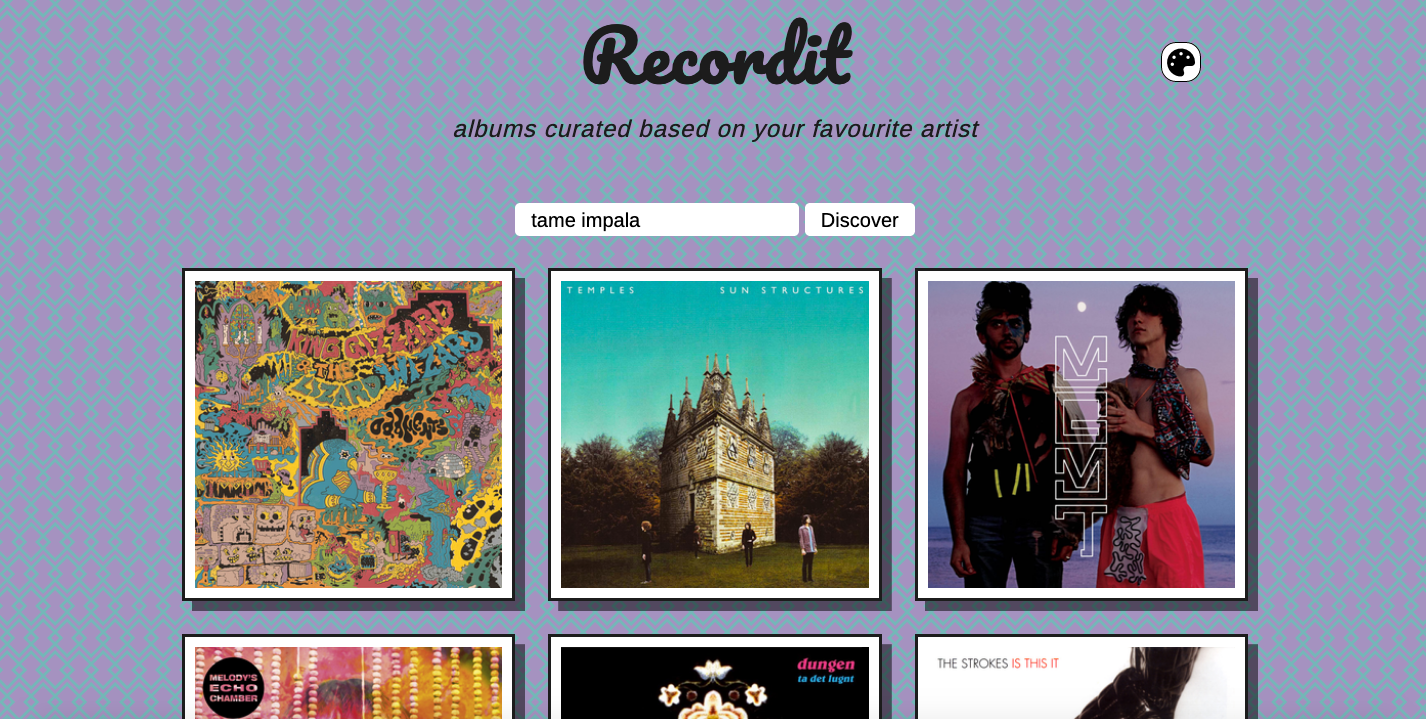 Recordit
albums curated based on your favourite artist
tame impala
Discover
KING GIZZARD
AND THE
LIZARD WIZARD
oddments
TEMPLES
SUN STRUCTURES
MGMT
MELODY'S
ECHO
CHAMBER
dungen
ta det lugnt
THE STROKES IS THIS IT